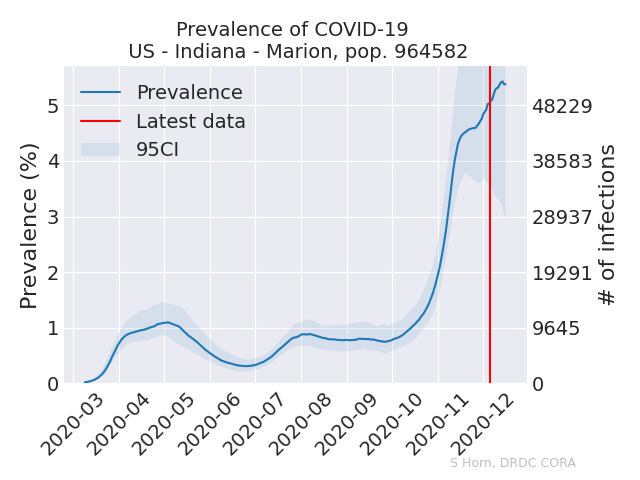 Prevalence of COVID-19
US - Indiana - Marion, pop. 964582
Prevalence
Latest data
95CI
Prevalence (%)
5
4
3
2
1
0
48229
38583
28937
19291
9645
0
# of infections
2020-03
2020-04
2020-05
2020-06
2020-07
2020-08
2020-09
2020-10
2020-11
2020-12
S Horn, DRDC CORA